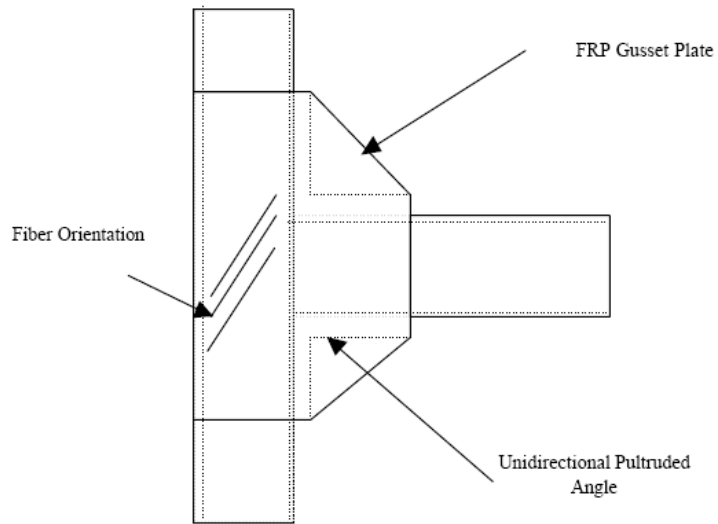 FRP Gusset Plate
Fiber Orientation
Unidirectional Pultruded
Angle